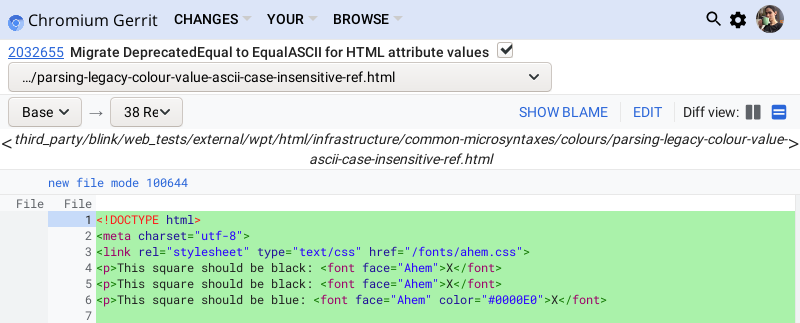 Chromium Gerrit CHANGES YOUR BROWSE
2032655 Migrate DeprecatedEqual to EqualASCII for HTML attribute values
.../parsing-legacy-colour-value-ascii-case-insensitive-ref.html
Base → 38 Re SHOW BLAME EDIT Diff view:
< third_party/blink/web_tests/external/wpt/html/infrastructure/common-microsyntaxes/colours/parsing-legacy-colour-value- >
ascii-case-insensitive-ref.html
new file mode 100644
File File
1 <!DOCTYPE html>
2 <meta charset="utf-8">
3 <link rel="stylesheet" type="text/css" href="/fonts/ahem.css">
4 <p>This square should be black: <font face="Ahem">X</font>
5 <p>This square should be black: <font face="Ahem">X</font>
6 <p>This square should be blue: <font face="Ahem" color="#0000E0">X</font>
7